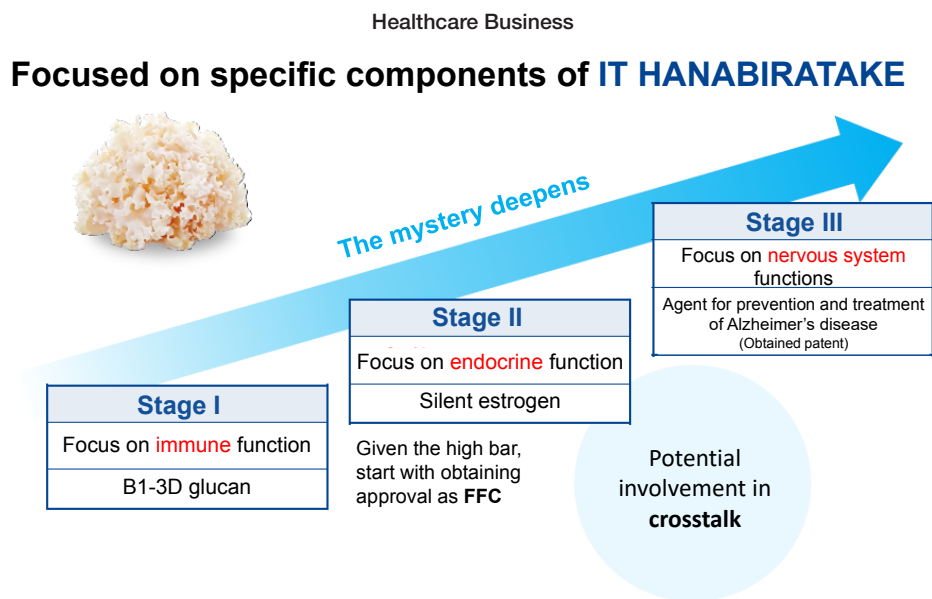 Healthcare Business
Focused on specific components of IT HANABIRATAKE
The mystery deepens
Stage I
Focus on immune function
B1-3D glucan
Stage II
Focus on endocrine function
Silent estrogen
Given the high bar,
start with obtaining
approval as FFC
Stage III
Focus on nervous system
functions
Agent for prevention and treatment
of Alzheimer’s disease
(Obtained patent)
Potential
involvement in
crosstalk